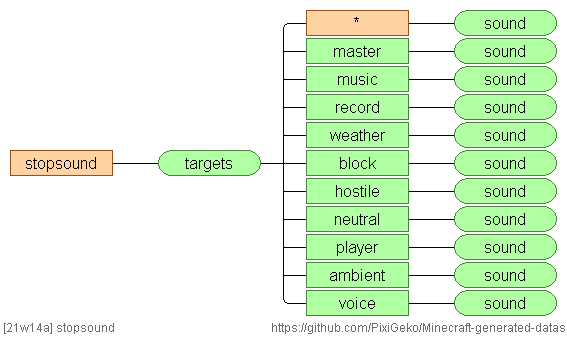 * sound
master sound
music sound
record sound
weather sound
stopsound targets block sound
hostile sound
neutral sound
player sound
ambient sound
voice sound
[21w14a] stopsound https://github.com/PixiGeko/Minecraft-generated-datas